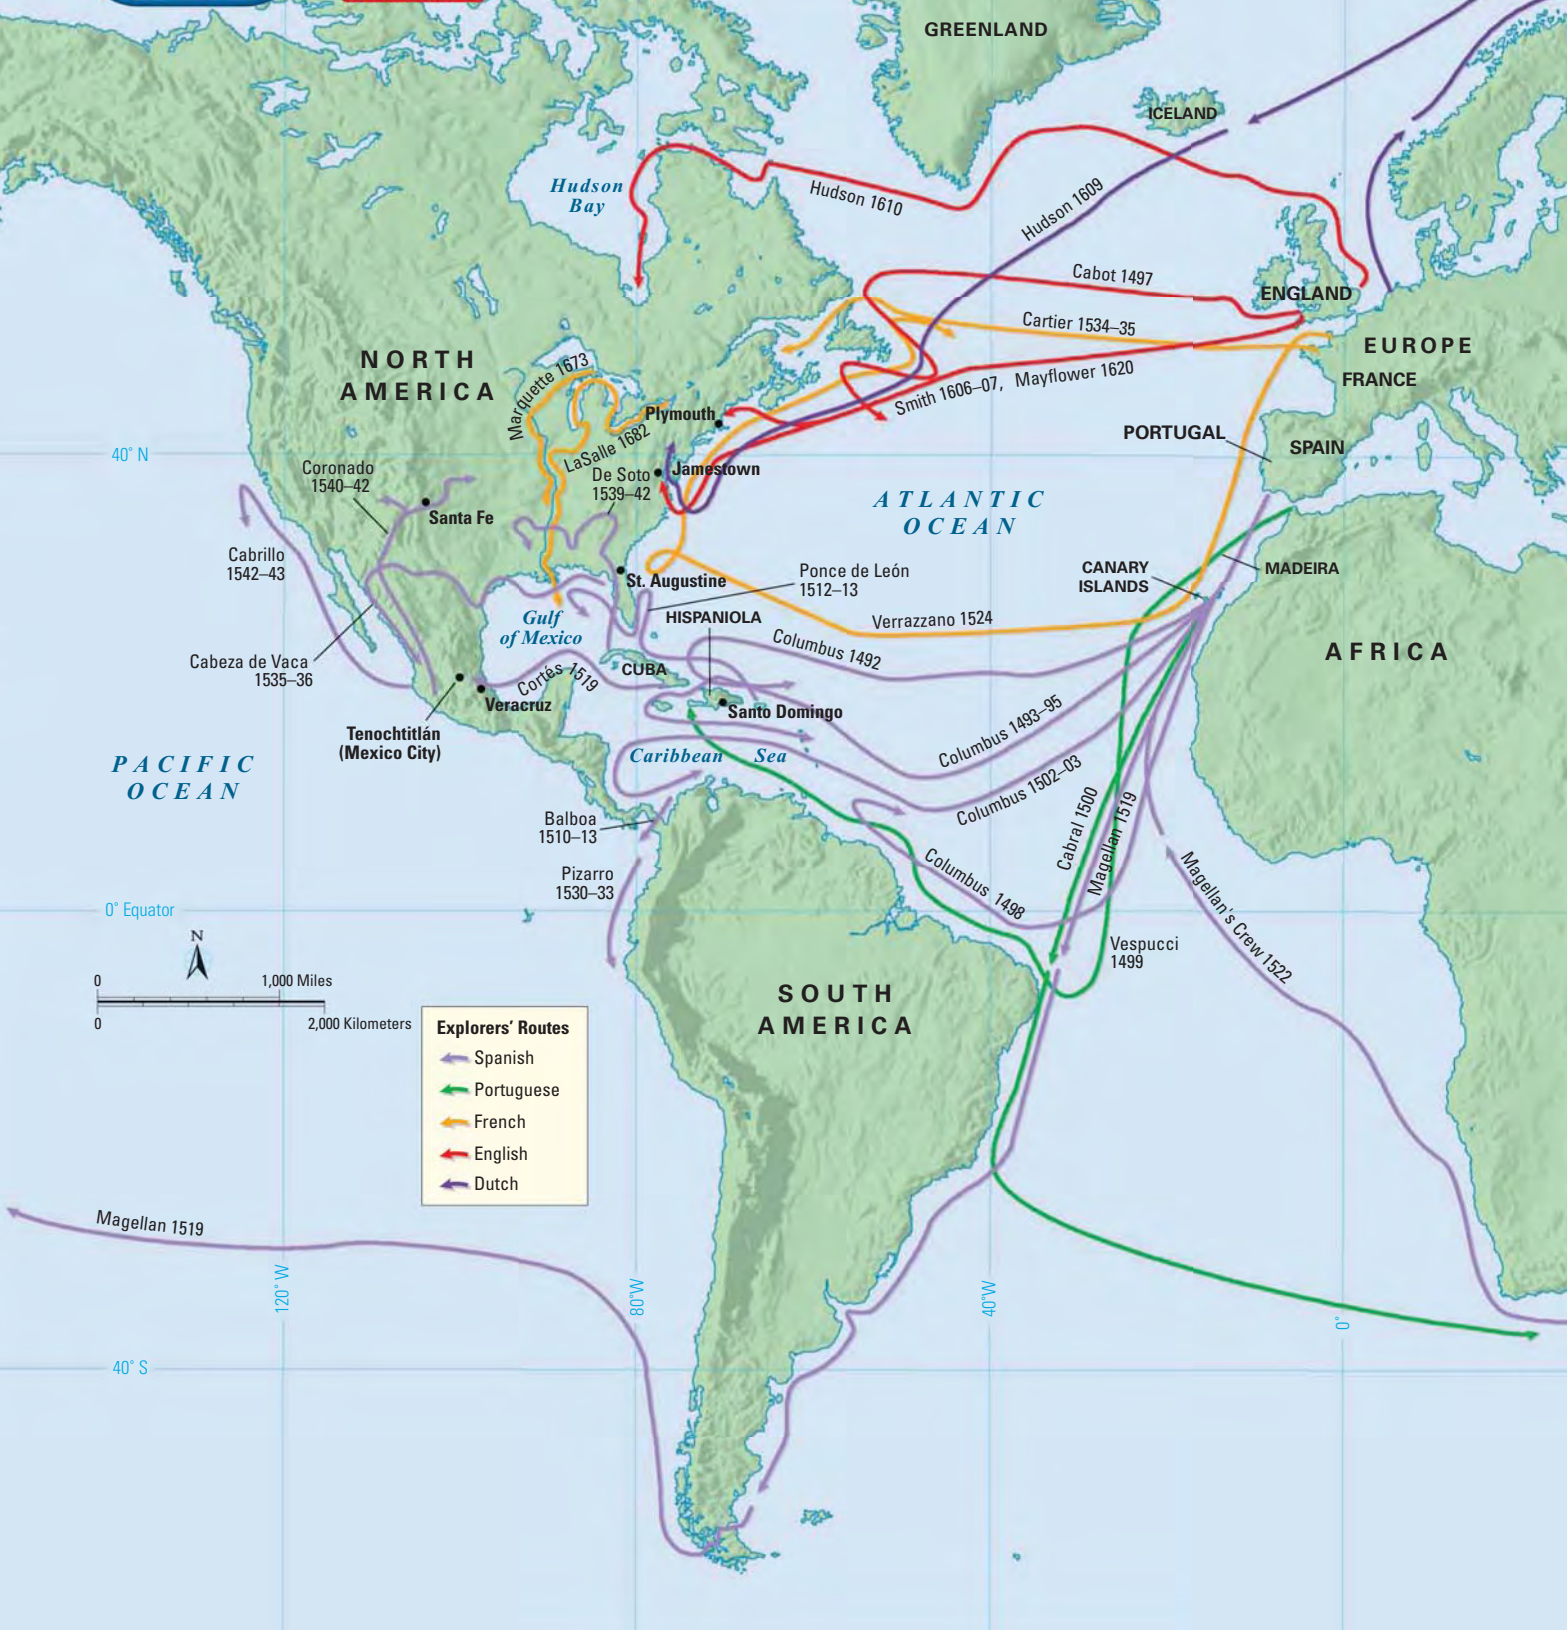 GREENLAND
ICELAND
Hudson
Bay
Hudson 1610
Hudson 1609
Cabot 1497
ENGLAND
Cartier 1534–35
EUROPE
NORTH
AMERICA
Marquette 1673
FRANCE
Smith 1606–07, Mayflower 1620
Plymouth
PORTUGAL
SPAIN
40° N
LaSalle 1682
Coronado
1540–42
De Soto
1539–42
Jamestown
ATLANTIC
OCEAN
Santa Fe
Cabrillo
1542–43
St. Augustine
Ponce de León
1512–13
CANARY
ISLANDS
MADEIRA
Gulf
of Mexico
HISPANIOLA
Verrazzano 1524
Columbus 1492
AFRICA
Cabeza de Vaca
1535–36
CUBA
Cortés 1519
Veracruz
Santo Domingo
Tenochtitlán
(Mexico City)
Columbus 1493–95
PACIFIC
OCEAN
Caribbean Sea
Columbus 1502–03
Cabral 1500
Magellan 1519
Balboa
1510–13
Pizarro
1530–33
Columbus 1498
Magellan's Crew 1522
0° Equator
N
Vespucci
1499
0 1,000 Miles
0 2,000 Kilometers
SOUTH
AMERICA
Explorers' Routes
Spanish
Portuguese
French
English
Dutch
Magellan 1519
120° W
80°W
40°W
0°
40° S